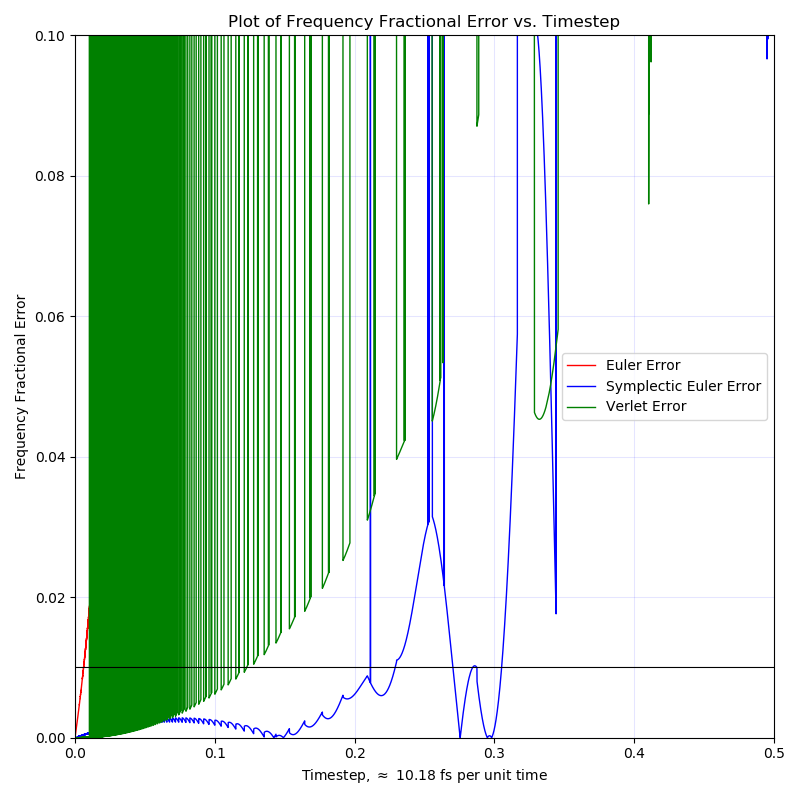 Plot of Frequency Fractional Error vs. Timestep
Frequency Fractional Error
0.10
0.08
0.06
0.04
0.02
0.00
Euler Error
Symplectic Euler Error
Verlet Error
0.0 0.1 0.2 0.3 0.4 0.5
Timestep, ≈ 10.18 fs per unit time